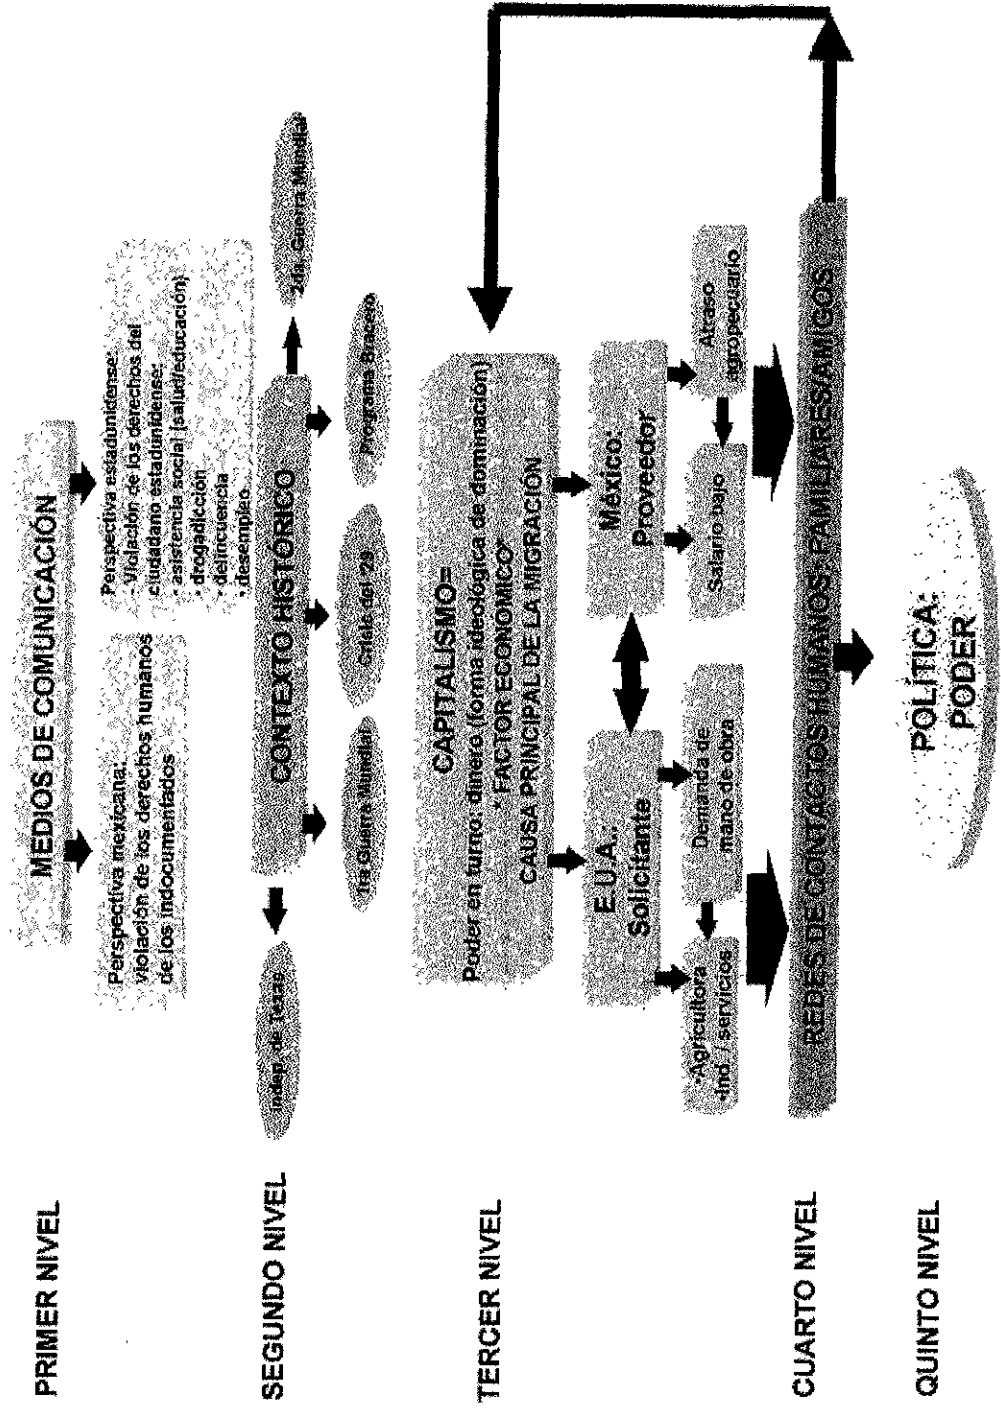 PRIMER NIVEL
MEDIOS DE COMUNICACIÓN
Perspectiva mexicana:
Violación de los derechos humanos
de los indocumentados
Perspectiva estadunidense:
- Violación de los derechos del
ciudadano estadunidense:
• asistencia social (salud/educación)
• drogadicción
• delincuencia
• desempleo
SEGUNDO NIVEL
Indep. de Texas
CONTEXTO HISTÓRICO
2da. Guerra Mundial
1ra Guerra Mundial
Crisis del '29
Programa Bracero
TERCER NIVEL
CAPITALISMO=
Poder en turno: dinero (forma ideológica de dominación)
* FACTOR ECONÓMICO*
CAUSA PRINCIPAL DE LA MIGRACIÓN
E.U.A.:
Solicitante
México:
Proveedor
•Agricultora
•Ind. / servicios
Demanda de
mano de obra
Salario bajo
Atraso
agropecuario
CUARTO NIVEL
REDES DE CONTACTOS HUMANOS: FAMILIARES/AMIGOS
QUINTO NIVEL
POLÍTICA:
PODER